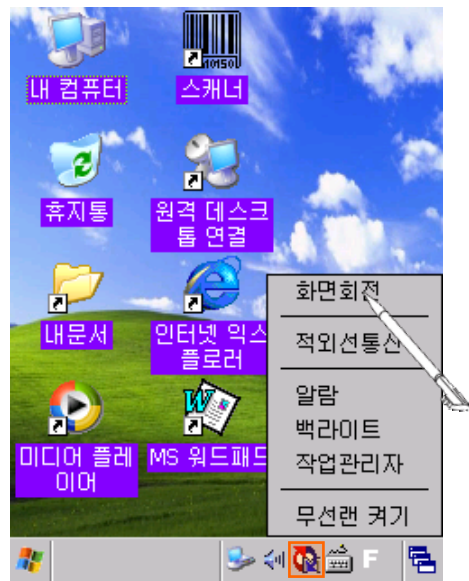 내 컴퓨터
스캐너
10150
휴지통
원격 데스크
톱 연결
내문서
인터넷 익스
플로러
미디어 플레
이어
MS 워드패드
화면회전
적외선통신
알람
백라이트
작업관리자
무선랜 켜기
F